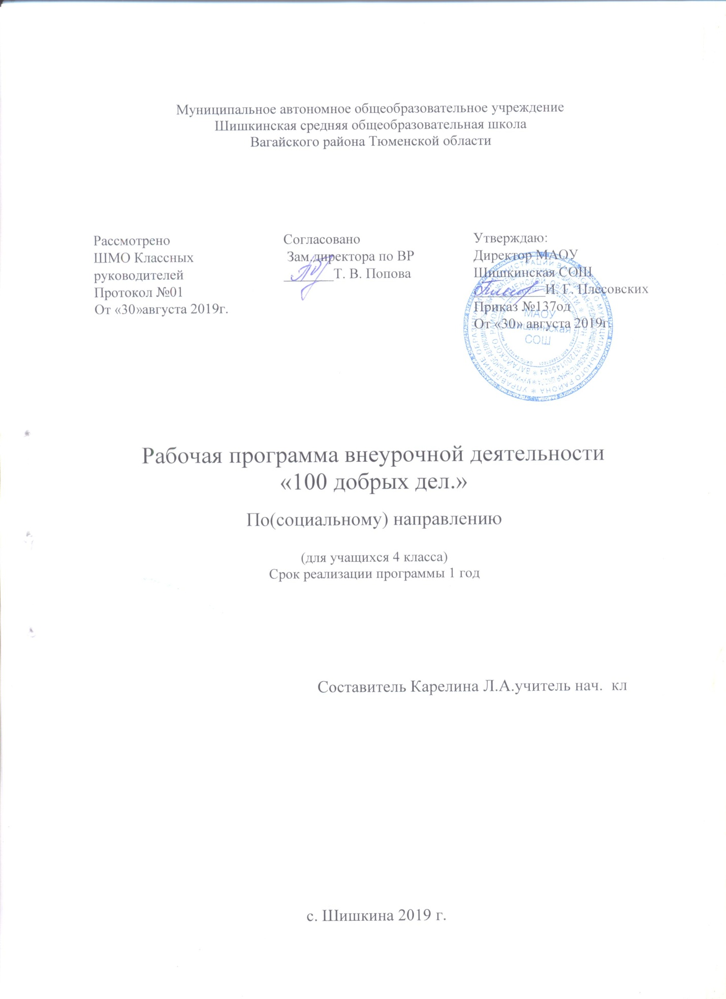 Муниципальное автономное общеобразовательное учреждение
Шишкинская средняя общеобразовательная школа
Вагайского района Тюменской области
Рассмотрено
ШМО Классных
руководителей
Протокол №01
От «30»августа 2019г.
Согласовано
Зам.директора по ВР
_______Т. В. Попова
Утверждаю:
Директор МАОУ
Шишкинская СОШ
__________И. Г. Плесовских
Приказ №137од
От «30» августа 2019г.
МАОУ
Шишкинская
СОШ
Рабочая программа внеурочной деятельности
«100 добрых дел.»
По(социальному) направлению
(для учащихся 4 класса)
Срок реализации программы 1 год
Составитель Карелина Л.А.учитель нач. кл
с. Шишкина 2019 г.